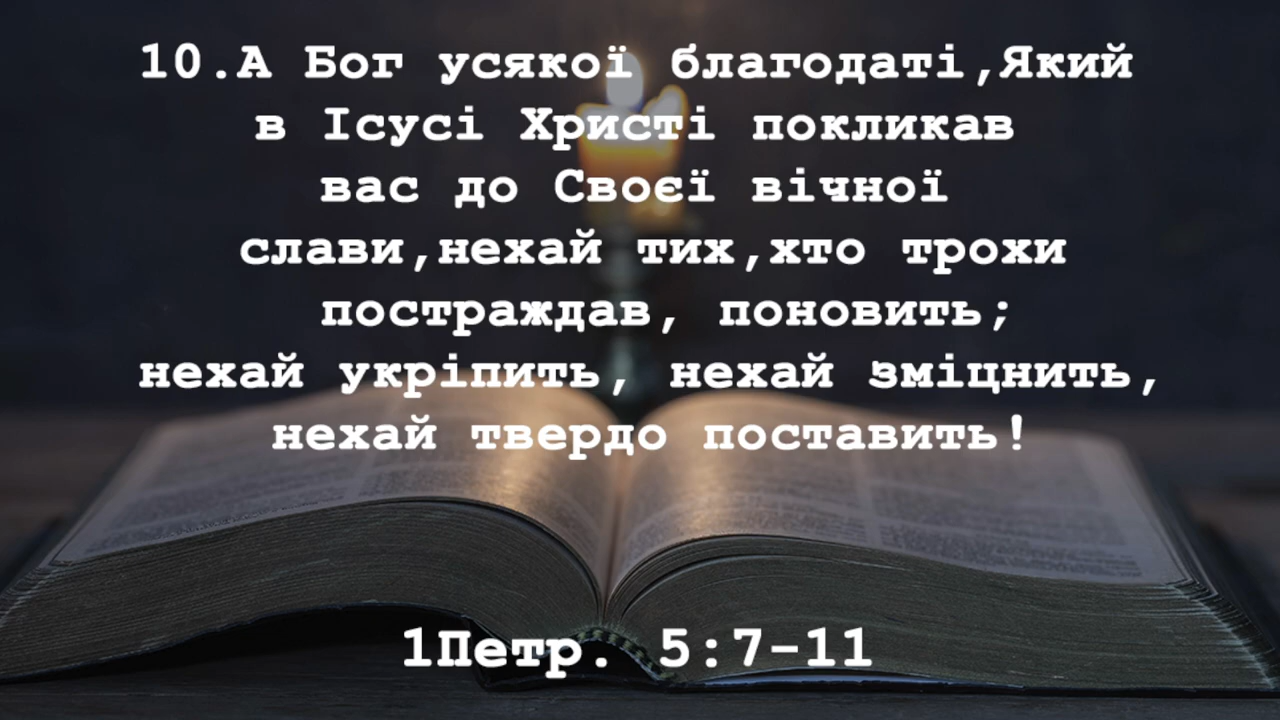 10.А Бог усякої благодаті,Який
в Ісусі Христі покликав
вас до Своєї вічної
слави,нехай тих,хто трохи
постраждав, поновить;
нехай укріпить, нехай зміцнить,
нехай твердо поставить!
1Петр. 5:7-11